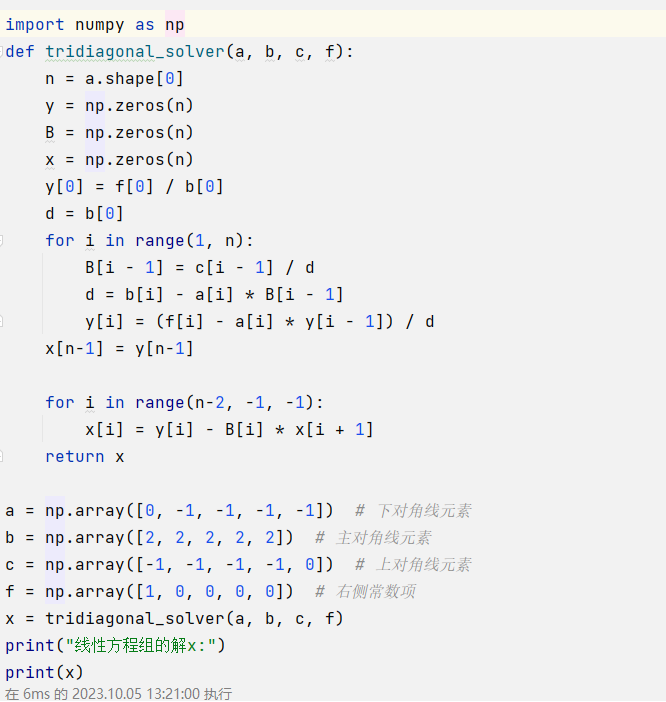 import numpy as np
def tridiagonal_solver(a, b, c, f):
    n = a.shape[0]
    y = np.zeros(n)
    B = np.zeros(n)
    x = np.zeros(n)
    y[0] = f[0] / b[0]
    d = b[0]
    for i in range(1, n):
        B[i - 1] = c[i - 1] / d
        d = b[i] - a[i] * B[i - 1]
        y[i] = (f[i] - a[i] * y[i - 1]) / d
    x[n-1] = y[n-1]

    for i in range(n-2, -1, -1):
        x[i] = y[i] - B[i] * x[i + 1]
    return x

a = np.array([0, -1, -1, -1, -1])  # 下对角线元素
b = np.array([2, 2, 2, 2, 2])  # 主对角线元素
c = np.array([-1, -1, -1, -1, 0])  # 上对角线元素
f = np.array([1, 0, 0, 0, 0])  # 右侧常数项
x = tridiagonal_solver(a, b, c, f)
print("线性方程组的解x:")
print(x)
在 6ms 的 2023.10.05 13:21:00 执行